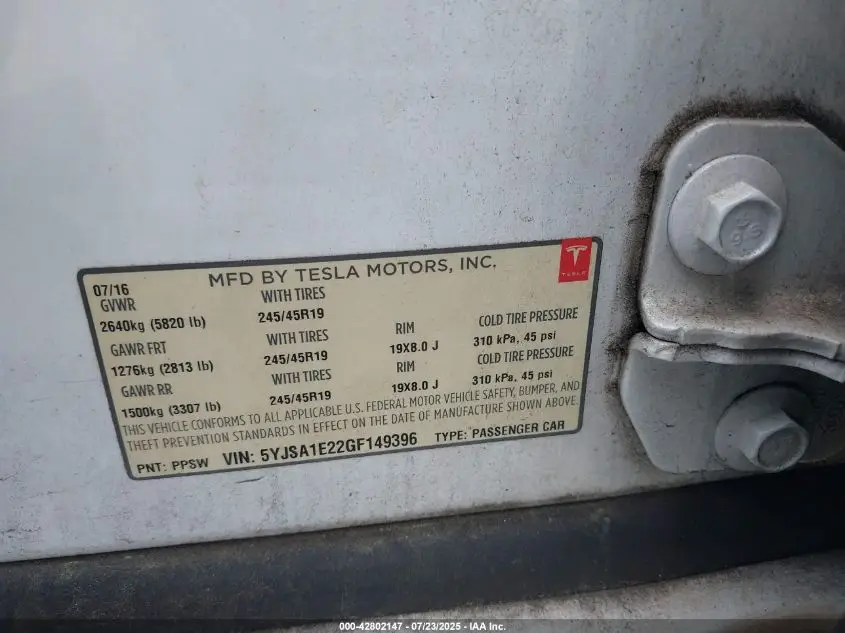 07/16 MFD BY TESLA MOTORS, INC.
TESLA
GVWR WITH TIRES
2640kg (5820 lb) 245/45R19
GAWR FRT WITH TIRES RIM COLD TIRE PRESSURE
1276kg (2813 lb) 245/45R19 19X8.0 J 310 kPa, 45 psi
GAWR RR WITH TIRES RIM COLD TIRE PRESSURE
1500kg (3307 lb) 245/45R19 19X8.0 J 310 kPa, 45 psi
THIS VEHICLE CONFORMS TO ALL APPLICABLE U.S. FEDERAL MOTOR VEHICLE SAFETY, BUMPER, AND
THEFT PREVENTION STANDARDS IN EFFECT ON THE DATE OF MANUFACTURE SHOWN ABOVE.
PNT: PPSW VIN: 5YJSA1E22GF149396 TYPE: PASSENGER CAR
000-42802147 - 07/23/2025 - IAA Inc.